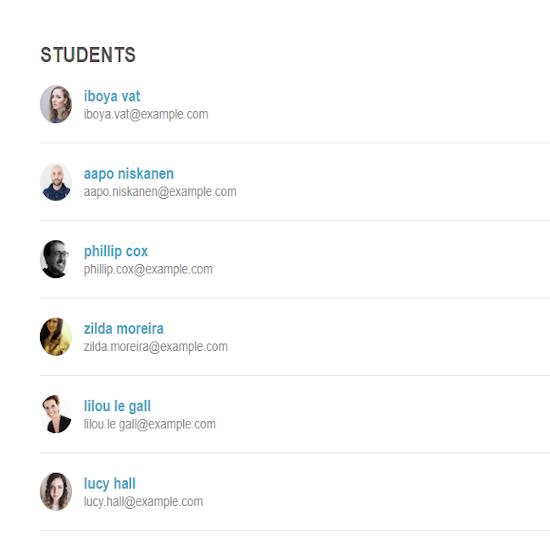 STUDENTS
iboya vat
iboya.vat@example.com
aapo niskanen
aapo.niskanen@example.com
phillip cox
phillip.cox@example.com
zilda moreira
zilda.moreira@example.com
lilou le gall
lilou.le gall@example.com
lucy hall
lucy.hall@example.com